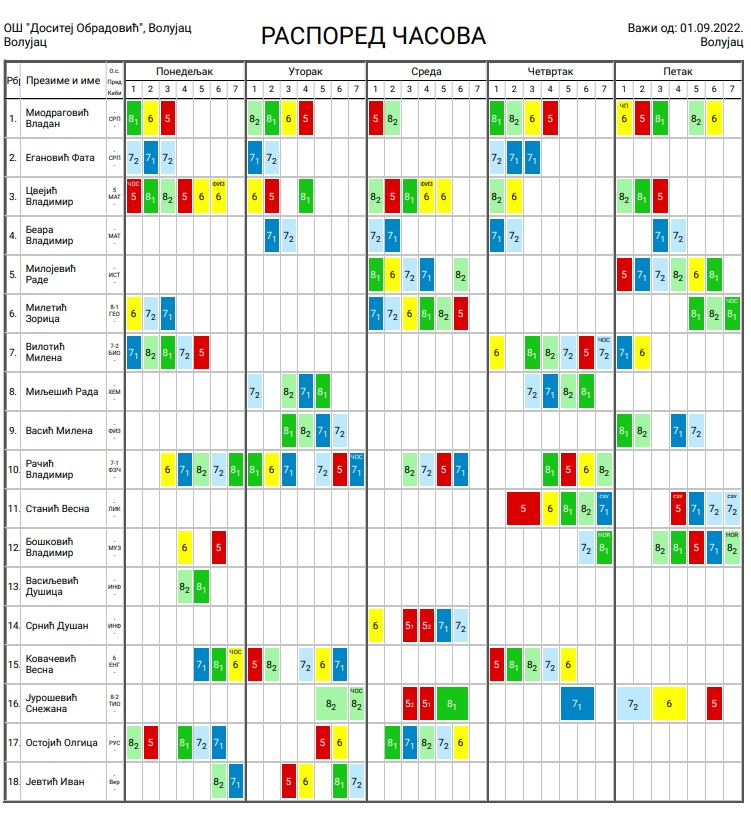 ОШ "Доситеј Обрадовић", Волујац
Волујац
РАСПОРЕД ЧАСОВА
Важи од: 01.09.2022.
Волујац
Рбр Презиме и име О.с. Пред Каби Понедељак Уторак Среда Четвртак Петак
1 2 3 4 5 6 7 1 2 3 4 5 6 7 1 2 3 4 5 6 7 1 2 3 4 5 6 7 1 2 3 4 5 6 7
1. Миодраговић Владан - СРП - 81 6 5 82 81 6 5 5 82 81 82 6 5 ЧП 6 5 81 82 6
2. Егановић Фата - СРП - 72 71 72 71 72 72 71 71
3. Цвејић Владимир 5 МАТ - ЧОС 5 81 82 5 6 ФИЗ 6 6 5 81 82 5 81 ФИЗ 6 6 82 6 82 81 5
4. Беара Владимир - МАТ - 71 72 72 71 71 72 71 72
5. Милојевић Раде - ИСТ - 81 6 72 71 82 5 71 72 82 6 81
6. Милетић Зорица 8-1 ГЕО - 6 72 71 71 72 6 81 82 5 81 82 ЧОС 81
7. Вилотић Милена 7-2 БИО - 71 82 81 72 5 6 81 82 71 72 5 ЧОС 72 71 6
8. Миљешић Рада - ХЕМ - 72 82 71 81 72 71 82 81
9. Васић Милена - ФИЗ - 81 82 71 72 81 82 71 72
10. Рачић Владимир 7-1 ФЗЧ - 6 71 82 72 81 81 6 71 72 5 ЧОС 71 82 72 5 71 81 5 6 82
11. Станић Весна - ЛИК - 5 6 81 82 СЗУ 71 СЗУ 5 71 72 СЗУ 72
12. Бошковић Владимир - МУЗ - 6 5 72 HOR 81 82 81 5 71 HOR 82
13. Васиљевић Душица - ИНФ - 82 81
14. Срнић Душан - ИНФ - 6 51 52 71 72
15. Ковачевић Весна 6 ЕНГ - 71 81 ЧОС 6 5 82 72 6 71 5 81 82 72 6
16. Јурошевић Снежана 8-2 ТИО - 82 ЧОС 82 52 51 81 71 72 6 5
17. Остојић Олгица - РУС - 82 5 81 72 71 5 6 82 81 71 72 6
18. Јевтић Иван - Вер - 82 71 5 6 81 72